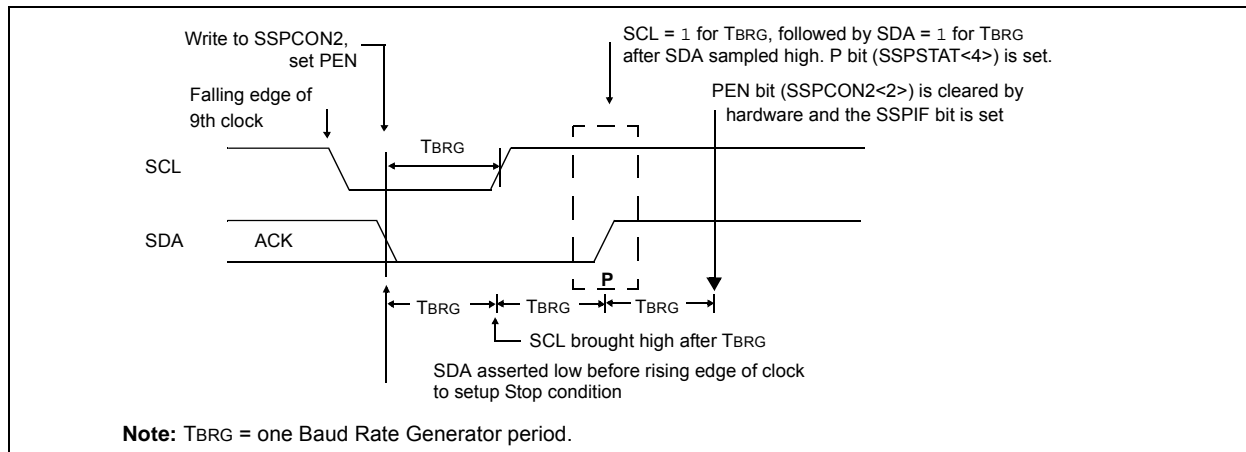 Write to SSPCON2,
set PEN
SCL = 1 for TBRG, followed by SDA = 1 for TBRG
after SDA sampled high. P bit (SSPSTAT<4>) is set.
Falling edge of
9th clock
PEN bit (SSPCON2<2>) is cleared by
hardware and the SSPIF bit is set
TBRG
SCL
SDA
ACK
P
TBRG
TBRG
TBRG
SCL brought high after TBRG
SDA asserted low before rising edge of clock
to setup Stop condition
Note: TBRG = one Baud Rate Generator period.